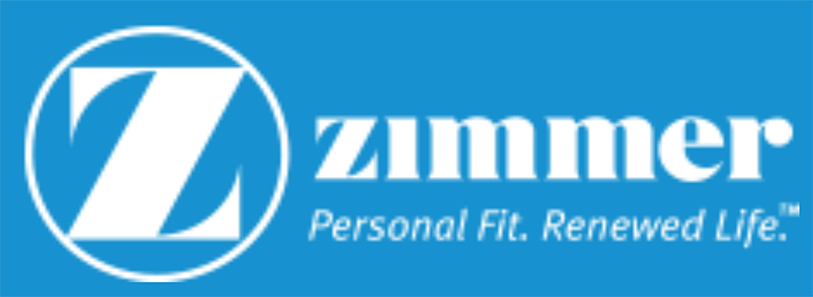 Z
zimmer
Personal Fit. Renewed Life.™